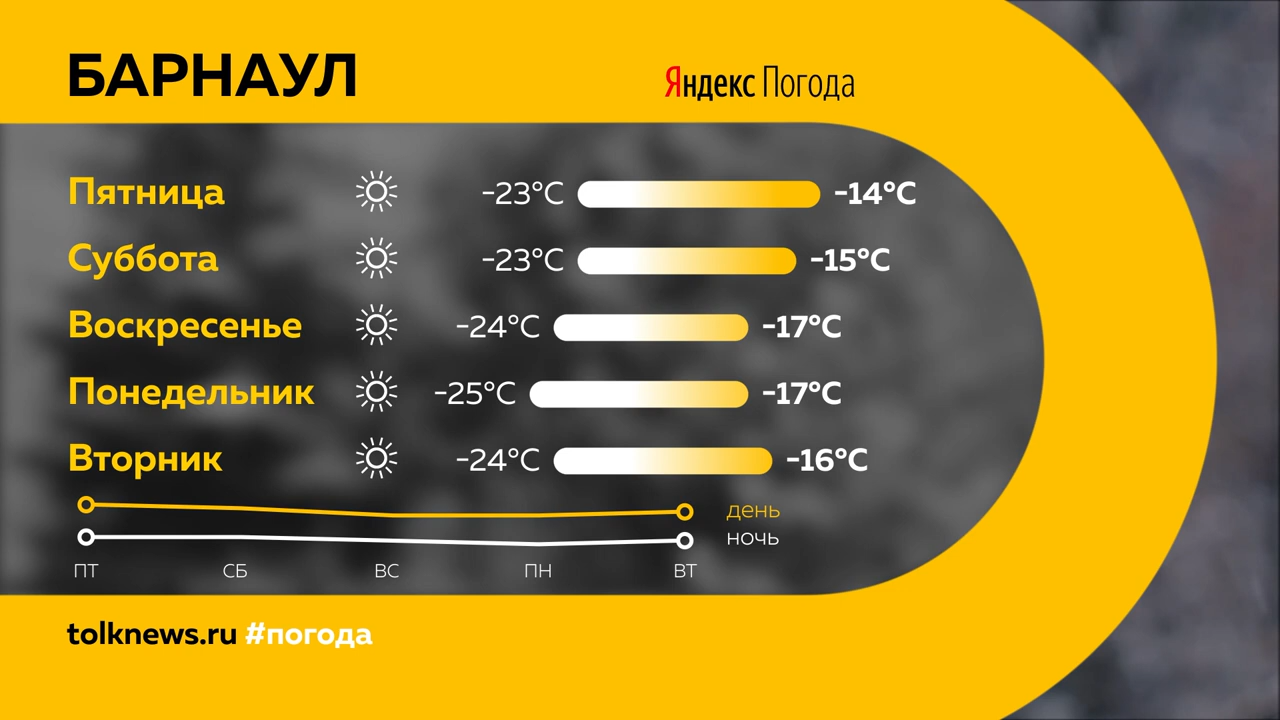 БАРНАУЛ
Яндекс Погода
Пятница -23°C -14°C
Суббота -23°C -15°C
Воскресенье -24°C -17°C
Понедельник -25°C -17°C
Вторник -24°C -16°C
день
ночь
ПТ СБ ВС ПН ВТ
tolknews.ru #погода